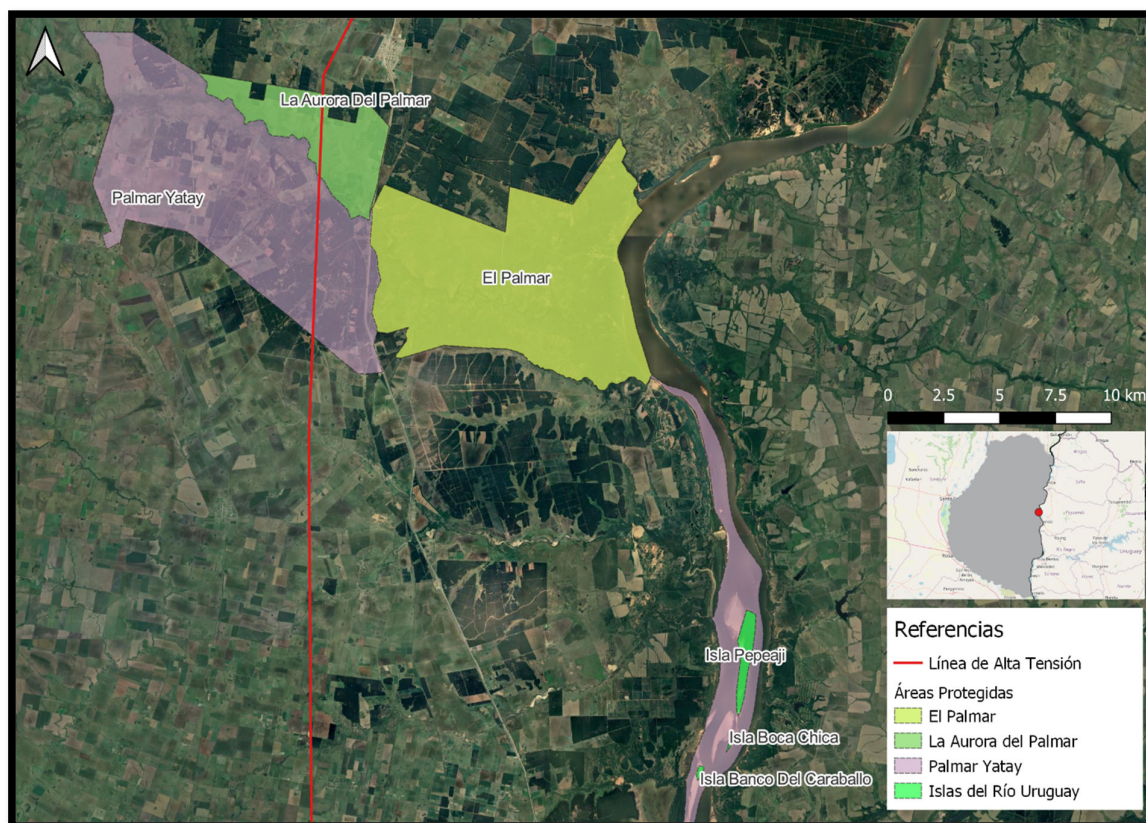 La Aurora Del Palmar
Palmar Yatay
El Palmar
0 2.5 5 7.5 10 km
Isla Pepeaji
Isla Boca Chica
Isla Banco Del Caraballo
Referencias
Línea de Alta Tensión
Áreas Protegidas
El Palmar
La Aurora del Palmar
Palmar Yatay
Islas del Río Uruguay
Uruguay